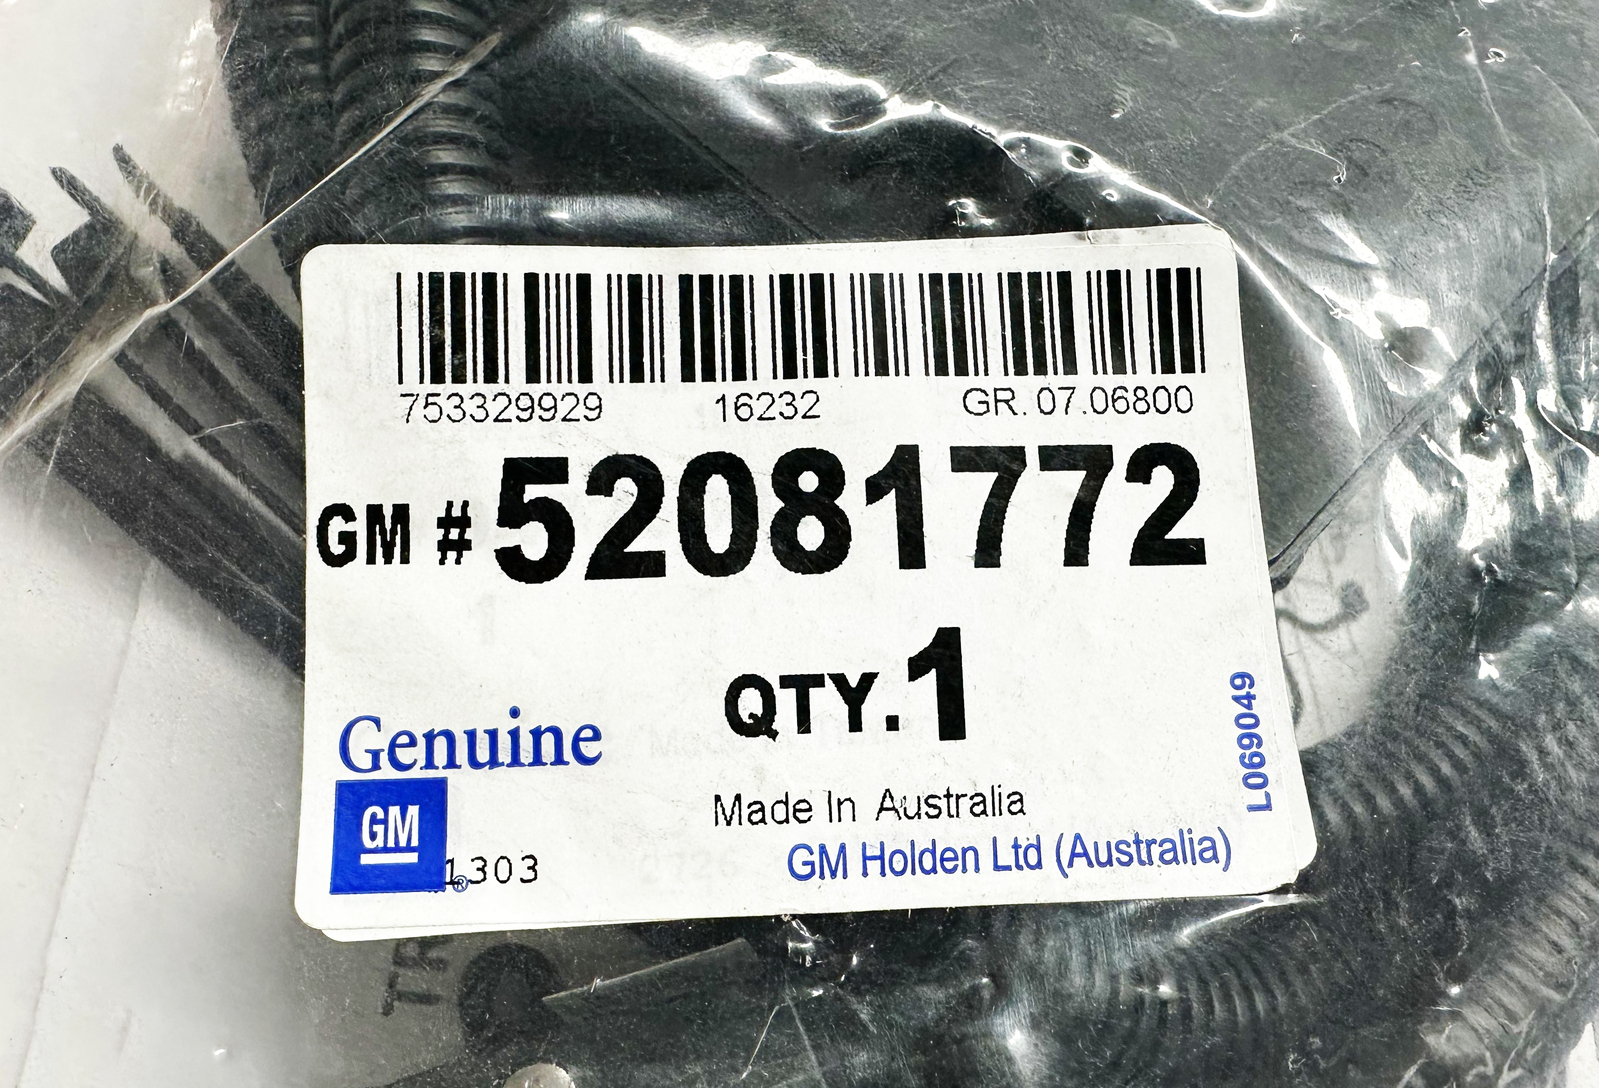 753329929 16232 GR. 07.06800
GM # 52081772
QTY. 1
Genuine
GM
1303
®
Made In Australia
GM Holden Ltd (Australia)
L069049
TR